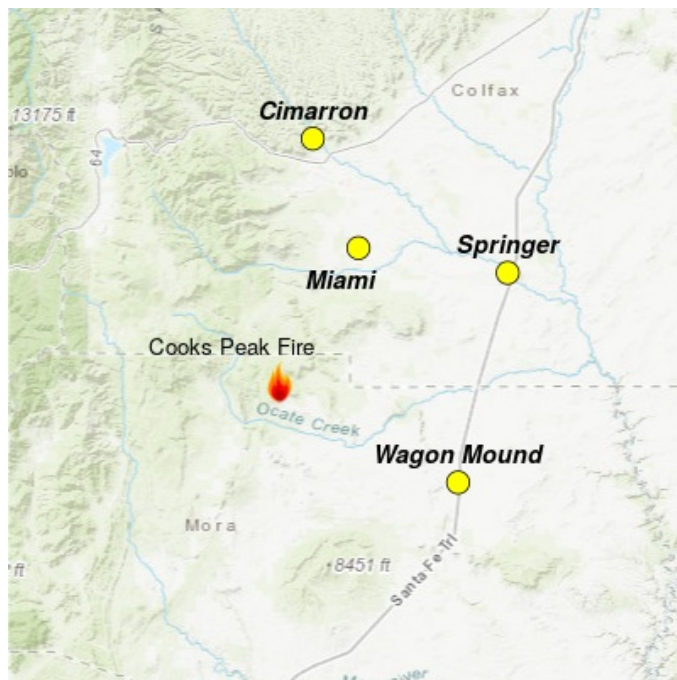 Colfax
13175 ft
Cimarron
64
Springer
Miami
Cooks Peak Fire
Ocate Creek
Wagon Mound
Mora
8451 ft
ft
Santa-Fe-Trl